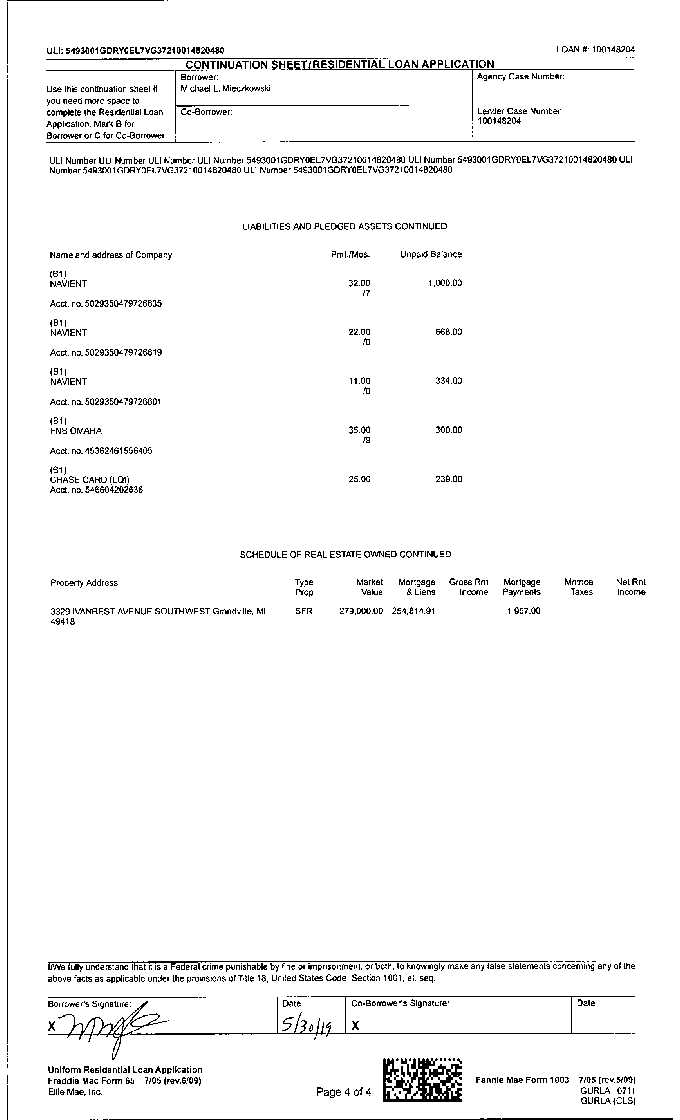 ULI: 5493001GDRY0EL7VG37210014820480 LOAN #: 100148204
CONTINUATION SHEET/RESIDENTIAL LOAN APPLICATION
Use this continuation sheet if you need more space to complete the Residential Loan Application. Mark B for Borrower or C for Co-Borrower.
Borrower:
Michael L. Mieczkowski
Co-Borrower:
Agency Case Number:
Lender Case Number:
100148204
ULI Number ULI Number ULI Number ULI Number 5493001GDRY0EL7VG37210014820480 ULI Number 5493001GDRY0EL7VG37210014820480 ULI
Number 5493001GDRY0EL7VG37210014820480 ULI Number 5493001GDRY0EL7VG37210014820480
LIABILITIES AND PLEDGED ASSETS CONTINUED
Name and address of Company Pmt./Mos. Unpaid Balance
(B1)
NAVIENT 32.00 1,000.00
/7
Acct. no. 5029350479726635
(B1)
NAVIENT 22.00 668.00
/0
Acct. no. 5029350479726619
(B1)
NAVIENT 11.00 334.00
/0
Acct. no. 5029350479726601
(B1)
FNB OMAHA 35.00 300.00
/9
Acct. no. 45362461556405
(B1)
CHASE CARD (LQI) 25.00 239.00
Acct. no. 546604202636
SCHEDULE OF REAL ESTATE OWNED CONTINUED
Property Address Type Prop Market Value Mortgage & Liens Gross Rnt Income Mortgage Payments Mntnce Taxes Net Rnt Income
3329 IVANREST AVENUE SOUTHWEST Grandville, MI SFR 279,000.00 254,814.91 1,957.00
49418
I/We fully understand that it is a Federal crime punishable by fine or imprisonment, or both, to knowingly make any false statements concerning any of the
above facts as applicable under the provisions of Title 18, United States Code, Section 1001, et. seq.
Borrower's Signature: Date Co-Borrower's Signature: Date
X 5/30/19 X
Uniform Residential Loan Application
Freddie Mac Form 65 7/05 (rev.6/09)
Ellie Mae, Inc.
Page 4 of 4
Fannie Mae Form 1003 7/05 (rev.6/09)
GURLA 0711
GURLA (CLS)